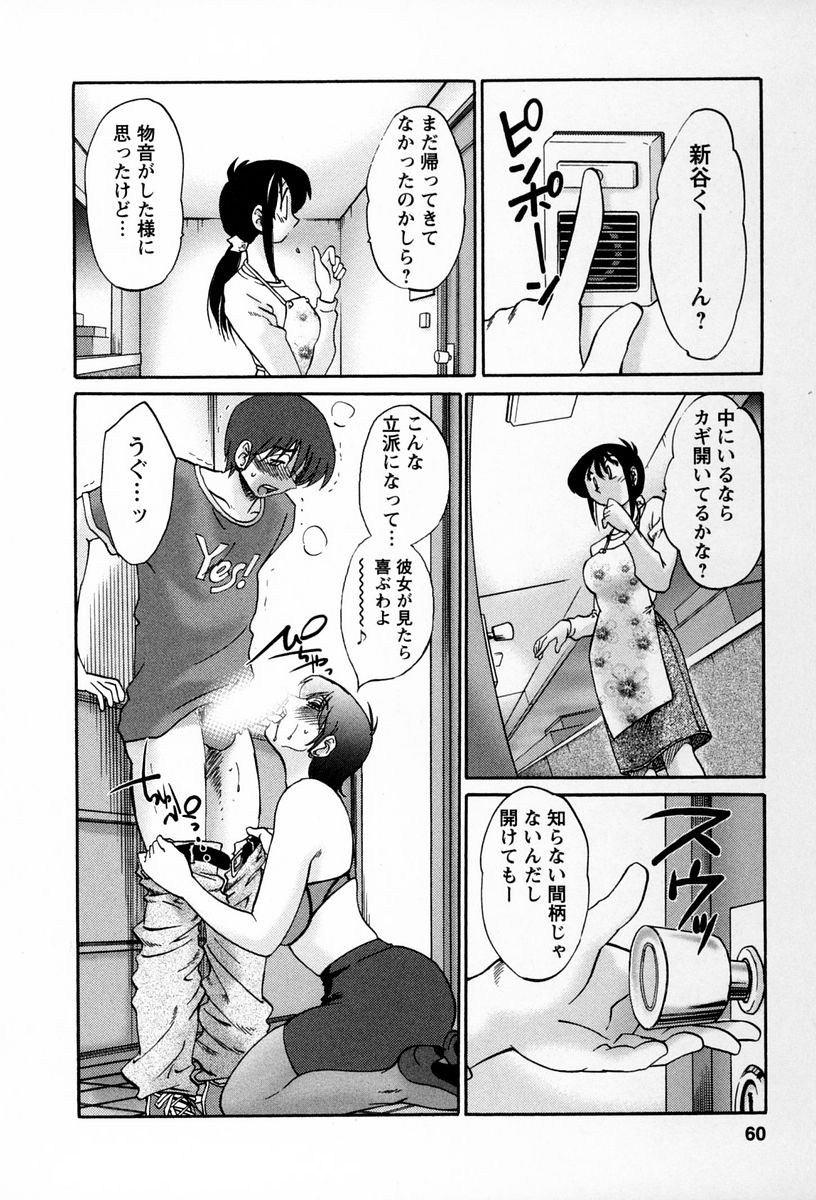 ピンポーン
新谷く――ん?
まだ帰ってきて
なかったのかしら?
物音がした様に
思ったけど…
中にいるなら
カギ開いてるかな?
知らない間柄じゃ
ないんだし
開けてもー
スウッ
こんな
立派になって…
彼女が見たら
喜ぶわよ
〜〜〜〜〜♪
うぐ…ッ
Yes!
ぴちゃっ
60